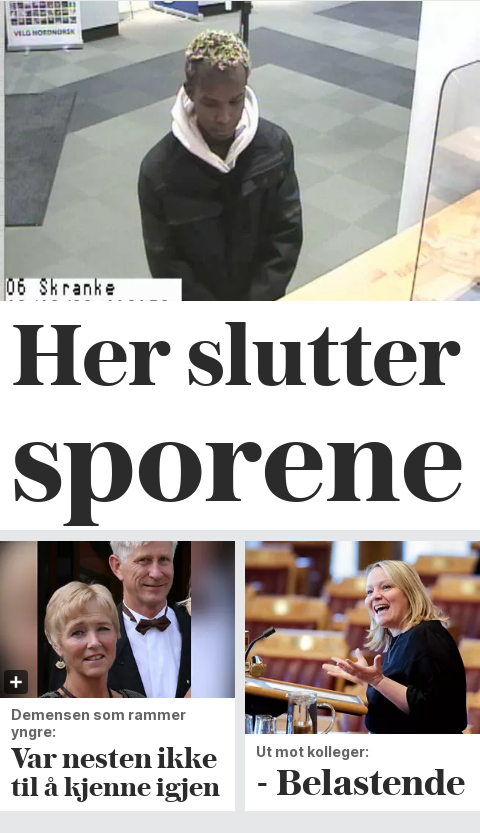 VELG NORDNORSK
06 Skranke
Her slutter
sporene
Demensen som rammer
yngre:
Var nesten ikke
til å kjenne igjen
Ut mot kolleger:
- Belastende